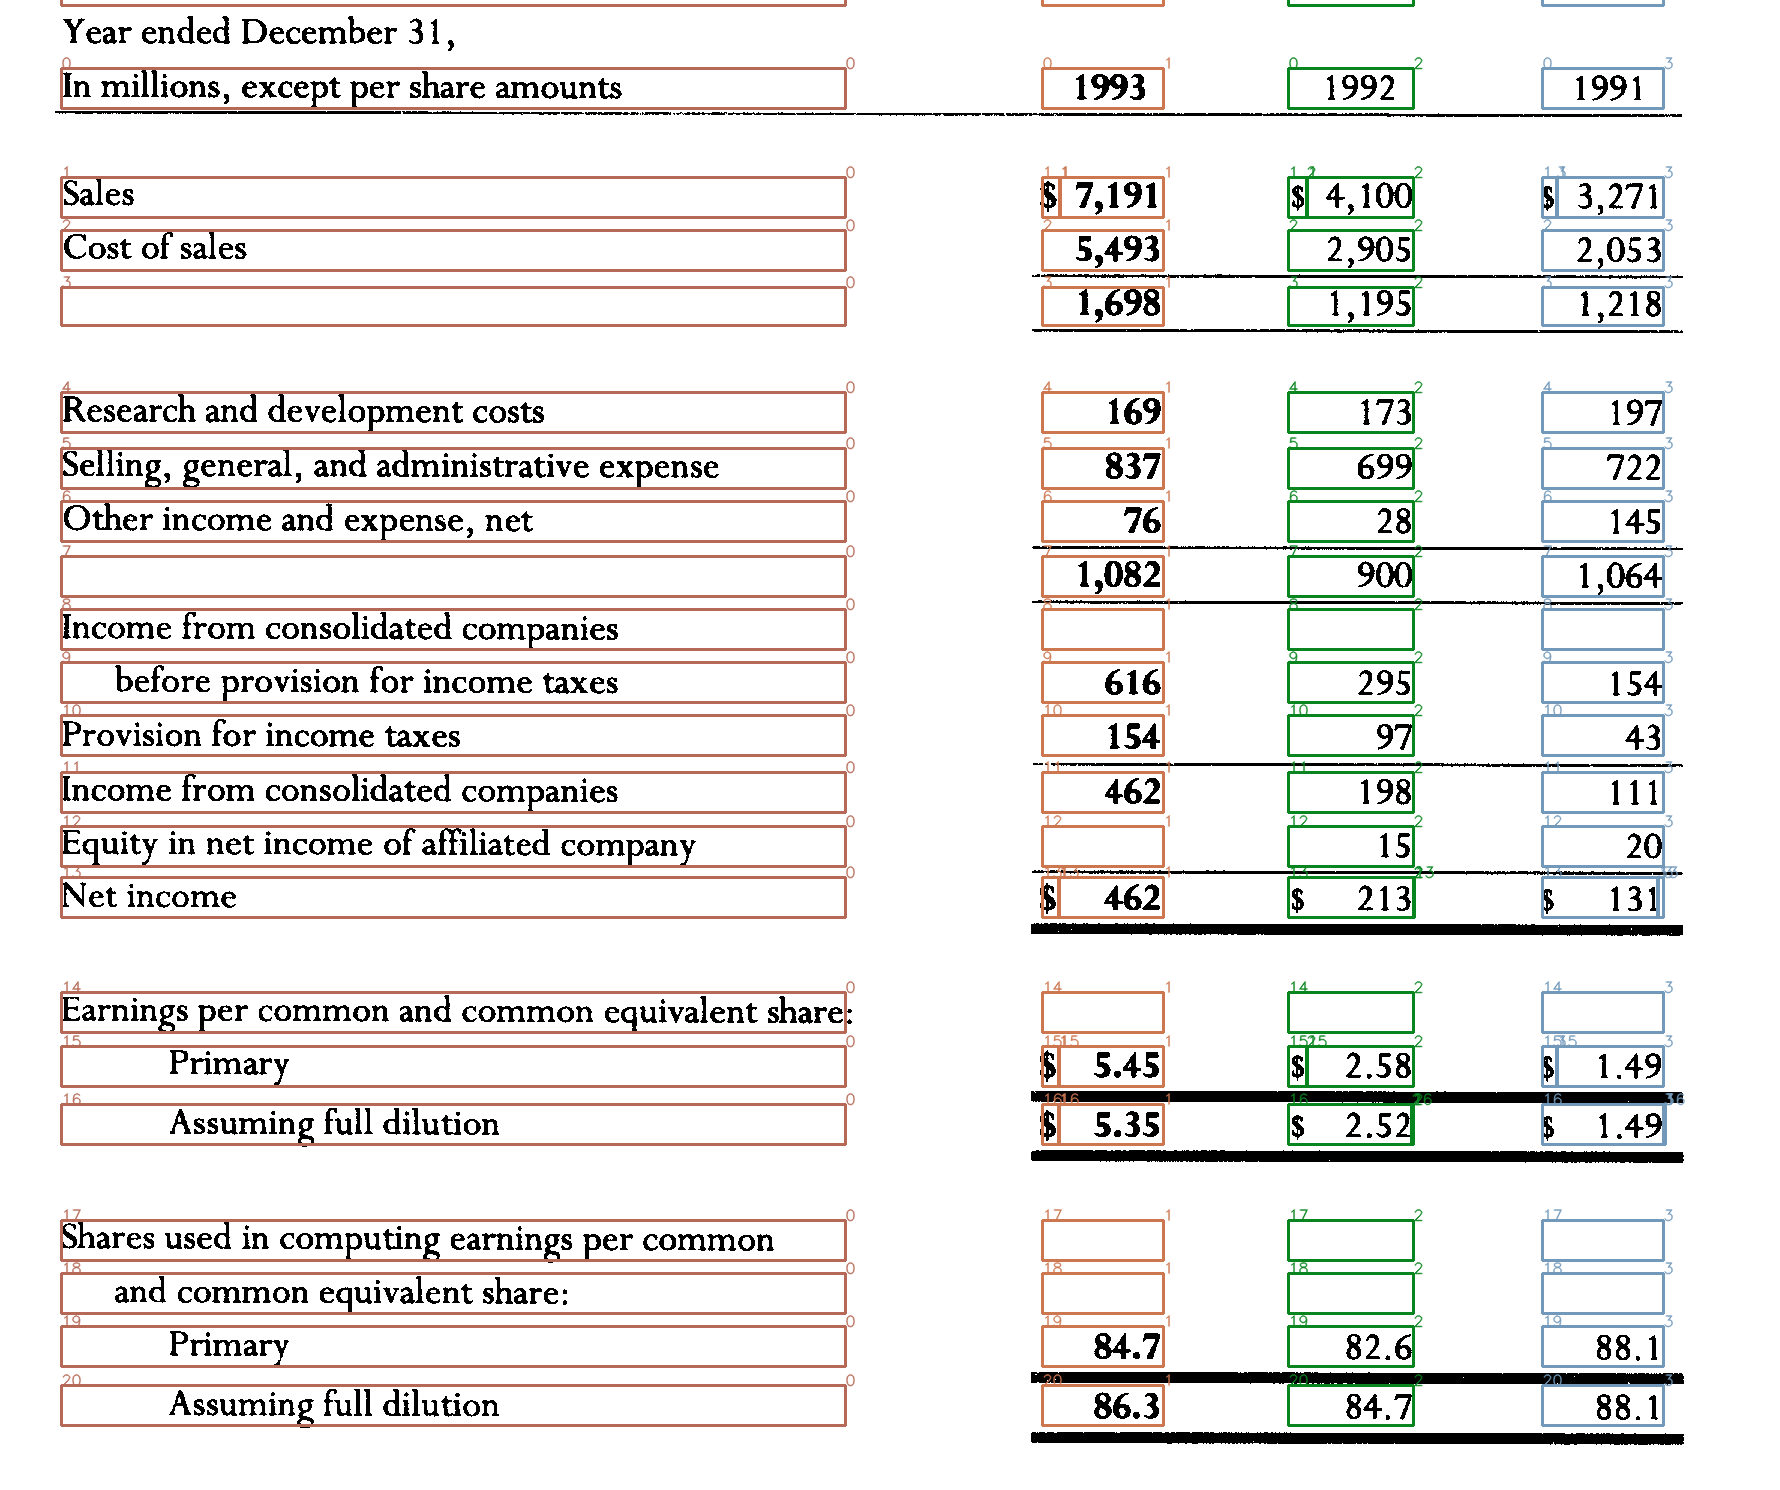 Year ended December 31,
In millions, except per share amounts 1993 1992 1991
Sales $ 7,191 $ 4,100 $ 3,271
Cost of sales 5,493 2,905 2,053
1,698 1,195 1,218
Research and development costs 169 173 197
Selling, general, and administrative expense 837 699 722
Other income and expense, net 76 28 145
1,082 900 1,064
Income from consolidated companies
before provision for income taxes 616 295 154
Provision for income taxes 154 97 43
Income from consolidated companies 462 198 111
Equity in net income of affiliated company 15 20
Net income $ 462 $ 213 $ 131
Earnings per common and common equivalent share:
Primary $ 5.45 $ 2.58 $ 1.49
Assuming full dilution $ 5.35 $ 2.52 $ 1.49
Shares used in computing earnings per common
and common equivalent share:
Primary 84.7 82.6 88.1
Assuming full dilution 86.3 84.7 88.1